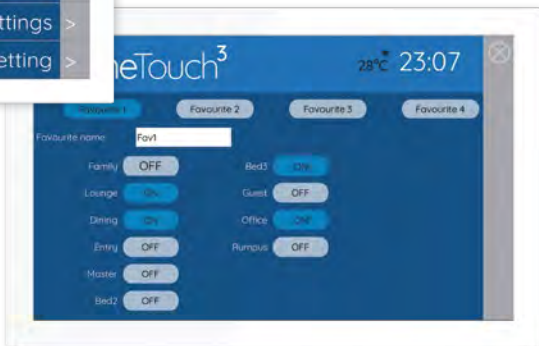 ttings >
etting >
neTouch3
28°C 23:07
Favourite 1 Favourite 2 Favourite 3 Favourite 4
Favourite name Fav1
Family OFF Bed3 ON
Lounge ON Guest OFF
Dining ON Office ON
Entry OFF Rumpus OFF
Master OFF
Bed2 OFF